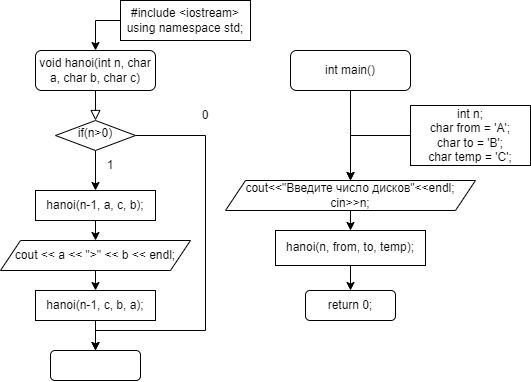 #include <iostream>
using namespace std;
void hanoi(int n, char
a, char b, char c)
if(n>0)
0
1
hanoi(n-1, a, c, b);
cout << a << ">" << b << endl;
hanoi(n-1, c, b, a);
int main()
int n;
char from = 'A';
char to = 'B';
char temp = 'C';
cout<<"Введите число дисков"<<endl;
cin>>n;
hanoi(n, from, to, temp);
return 0;